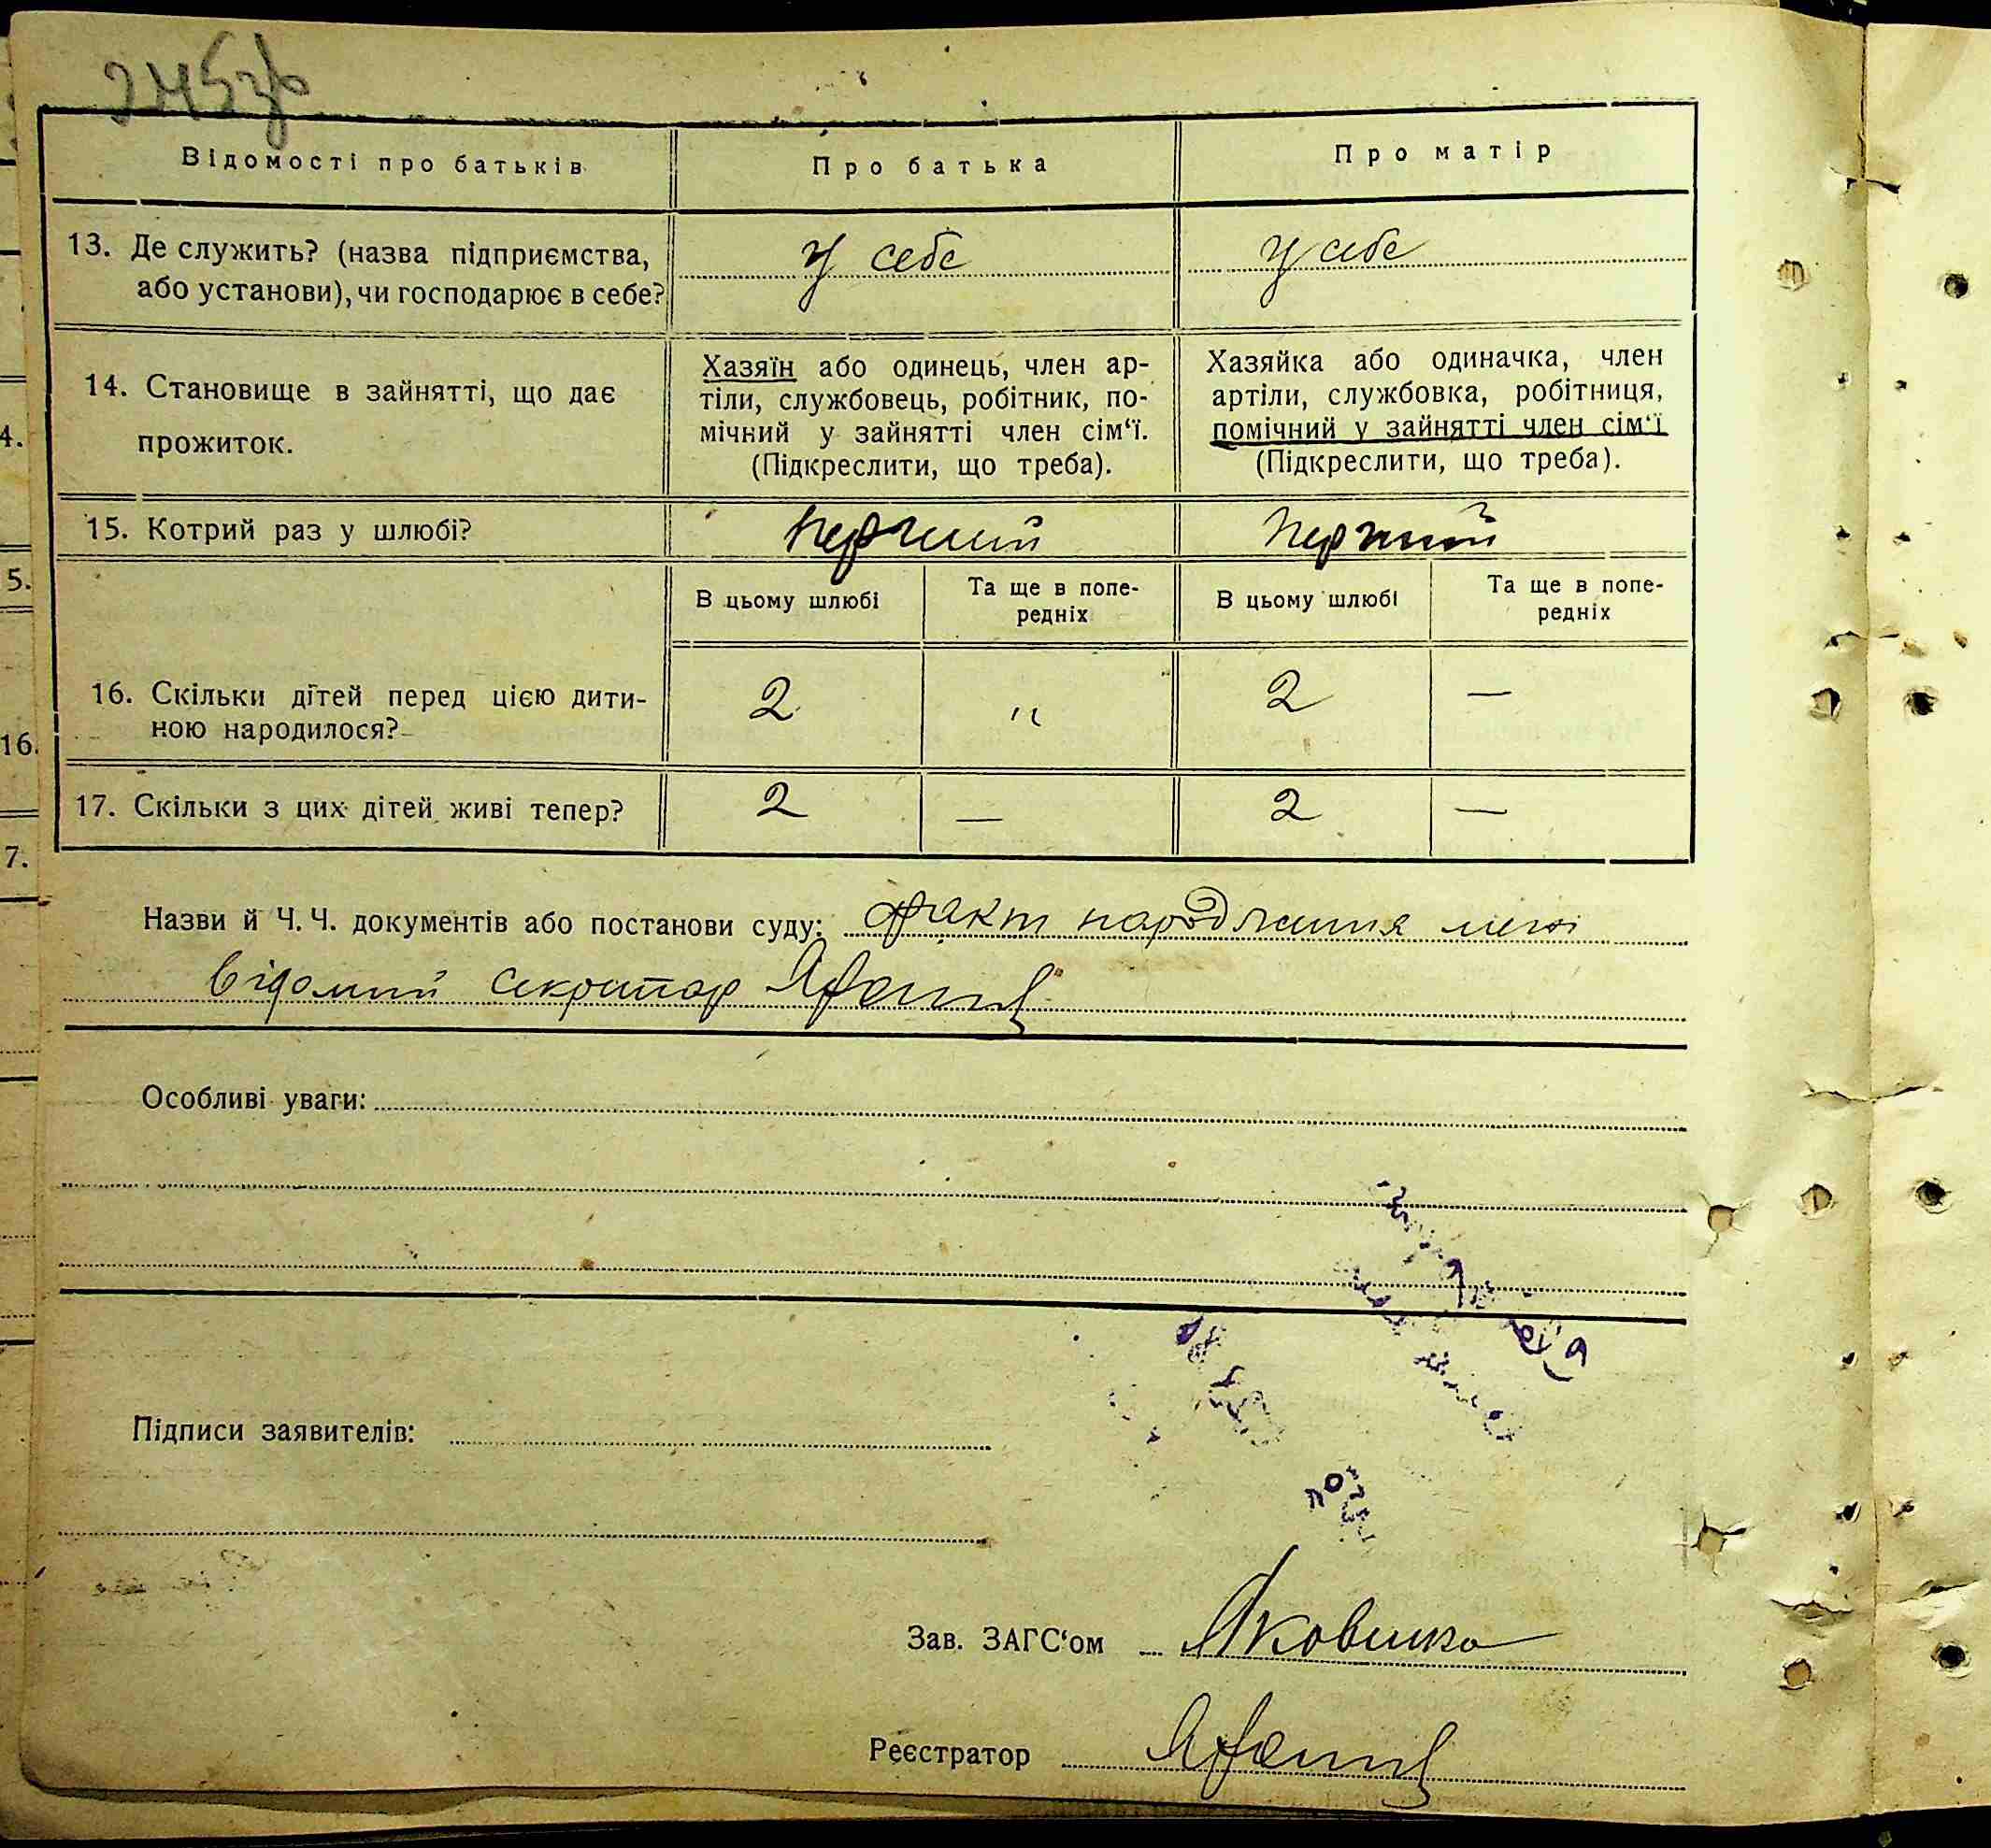 245зв
Відомості про батьків
Про батька
Про матір
13. Де служить? (назва підприємства,
або установи), чи господарює в себе?
У себе
У себе
14. Становище в зайнятті, що дає
прожиток.
Хазяїн або одинець, член ар-
тіли, службовець, робітник, по-
мічний у зайнятті член сім‘ї.
(Підкреслити, що треба).
Хазяйка або одиначка, член
артіли, службовка, робітниця,
помічний у зайнятті член сім‘ї
(Підкреслити, що треба).
15. Котрий раз у шлюбі?
Перший
Перший
В цьому шлюбі
Та ще в попе-
редніх
В цьому шлюбі
Та ще в попе-
редніх
16. Скільки дітей перед цією дити-
ною народилося?
2
"
2
—
17. Скільки з цих дітей живі тепер?
2
—
2
—
Назви й Ч. Ч. документів або постанови суду: Факт народження мені
відомий секретар
Особливі уваги:
Підписи заявителів:
Зав. ЗАГС‘ом Яковенко
Реєстратор